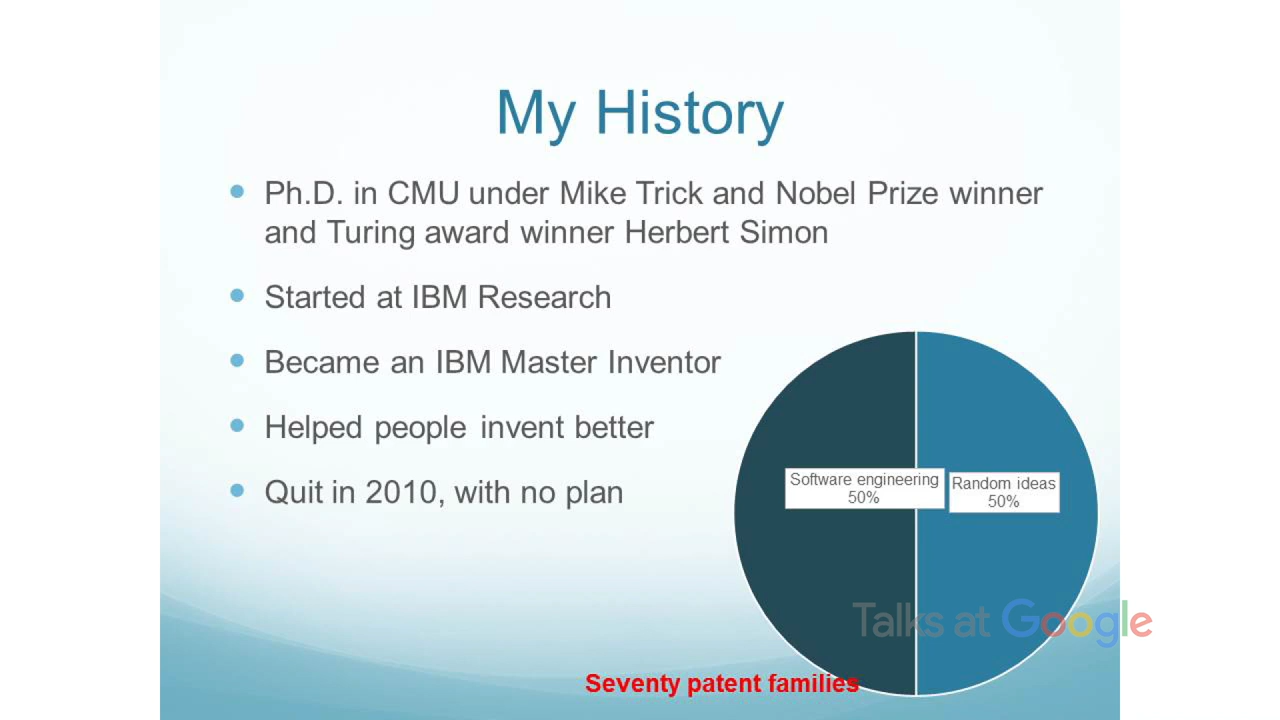 My History
Ph.D. in CMU under Mike Trick and Nobel Prize winner
and Turing award winner Herbert Simon
Started at IBM Research
Became an IBM Master Inventor
Helped people invent better
Quit in 2010, with no plan
Software engineering
50%
Random ideas
50%
Talks at Google
Seventy patent families